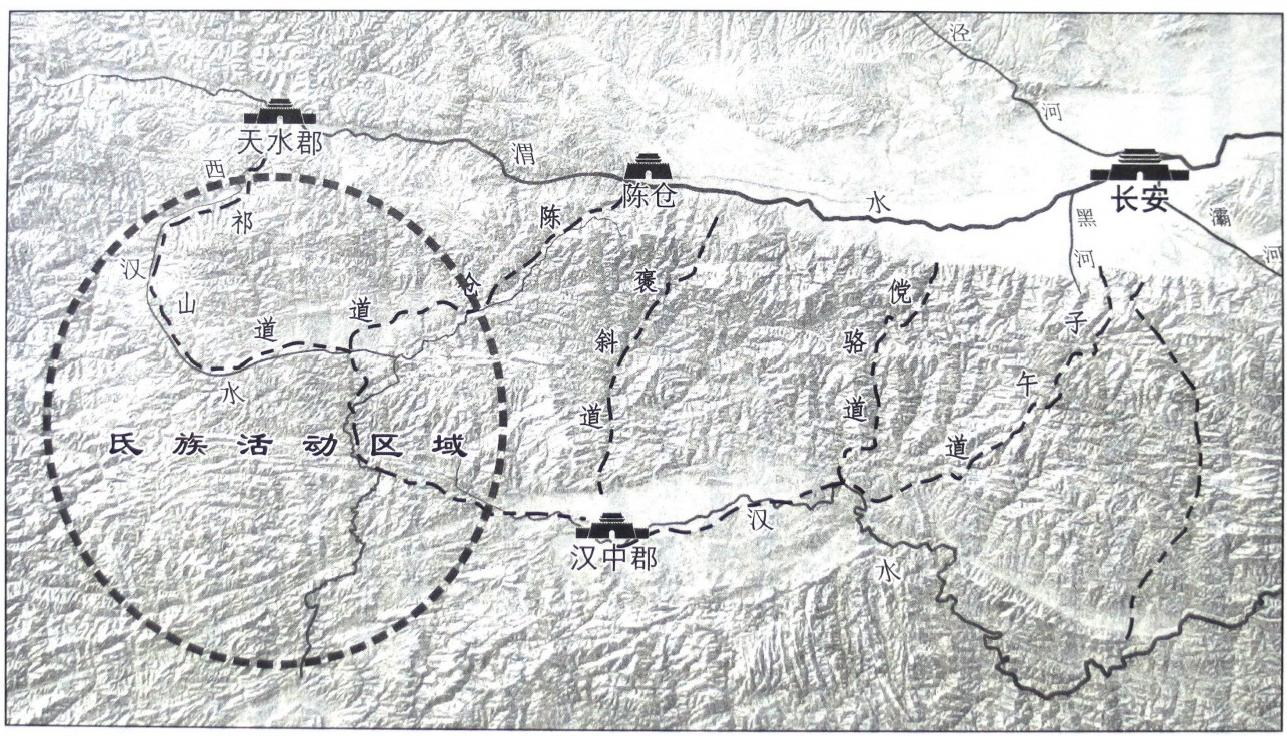 泾河
天水郡
渭水
陈仓
长安
灞河
黑河
西汉水
祁山道
陈仓道
褒斜道
傥骆道
子午道
氐族活动区域
汉中郡
汉水